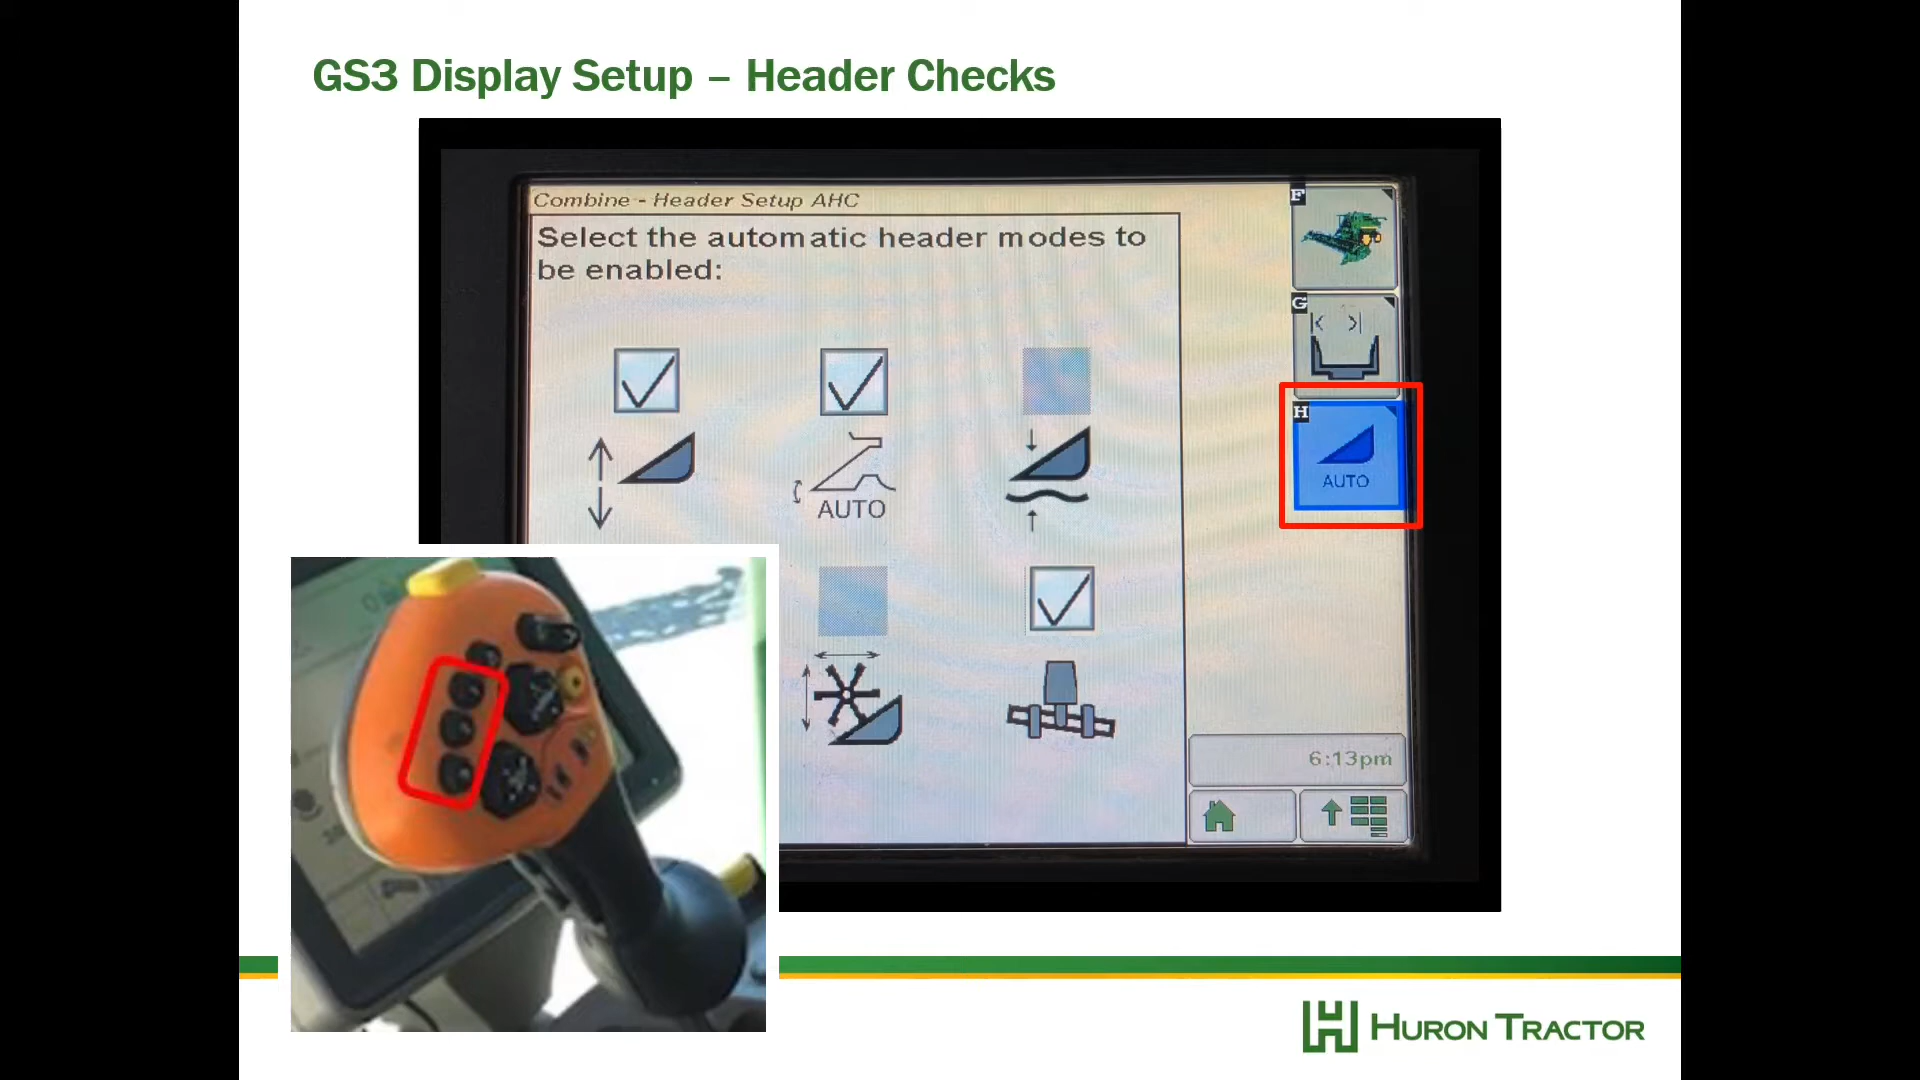 GS3 Display Setup – Header Checks
Combine - Header Setup AHC
Select the automatic header modes to
be enabled:
AUTO
F
G
H
AUTO
6:13pm
HURON TRACTOR